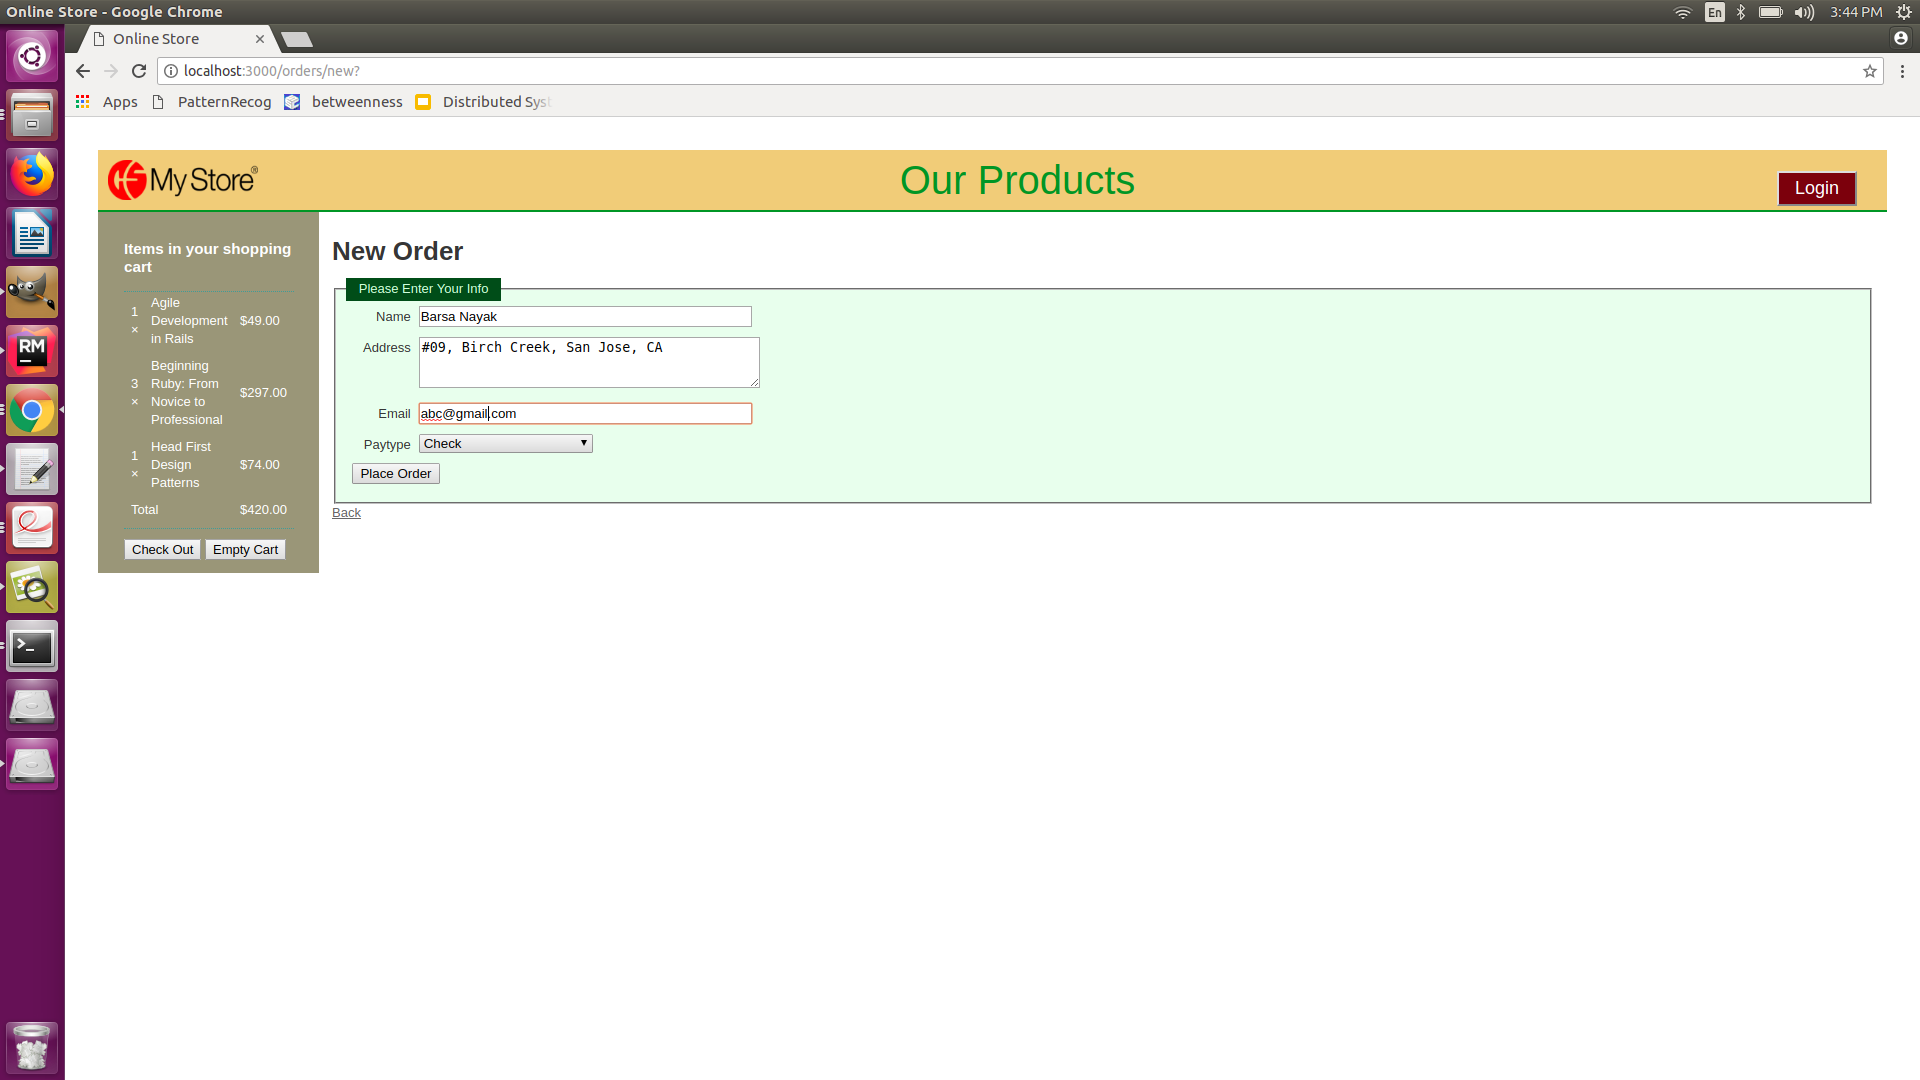 Online Store - Google Chrome
En
3:44 PM
Online Store
localhost:3000/orders/new?
Apps
PatternRecog
betweenness
Distributed Syst
My Store®
Our Products
Login
Items in your shopping
cart
1
×
Agile
Development
in Rails
$49.00
3
×
Beginning
Ruby: From
Novice to
Professional
$297.00
1
×
Head First
Design
Patterns
$74.00
Total
$420.00
Check Out
Empty Cart
New Order
Please Enter Your Info
Name
Barsa Nayak
Address
#09, Birch Creek, San Jose, CA
Email
abc@gmail.com
Paytype
Check
Place Order
Back
RM